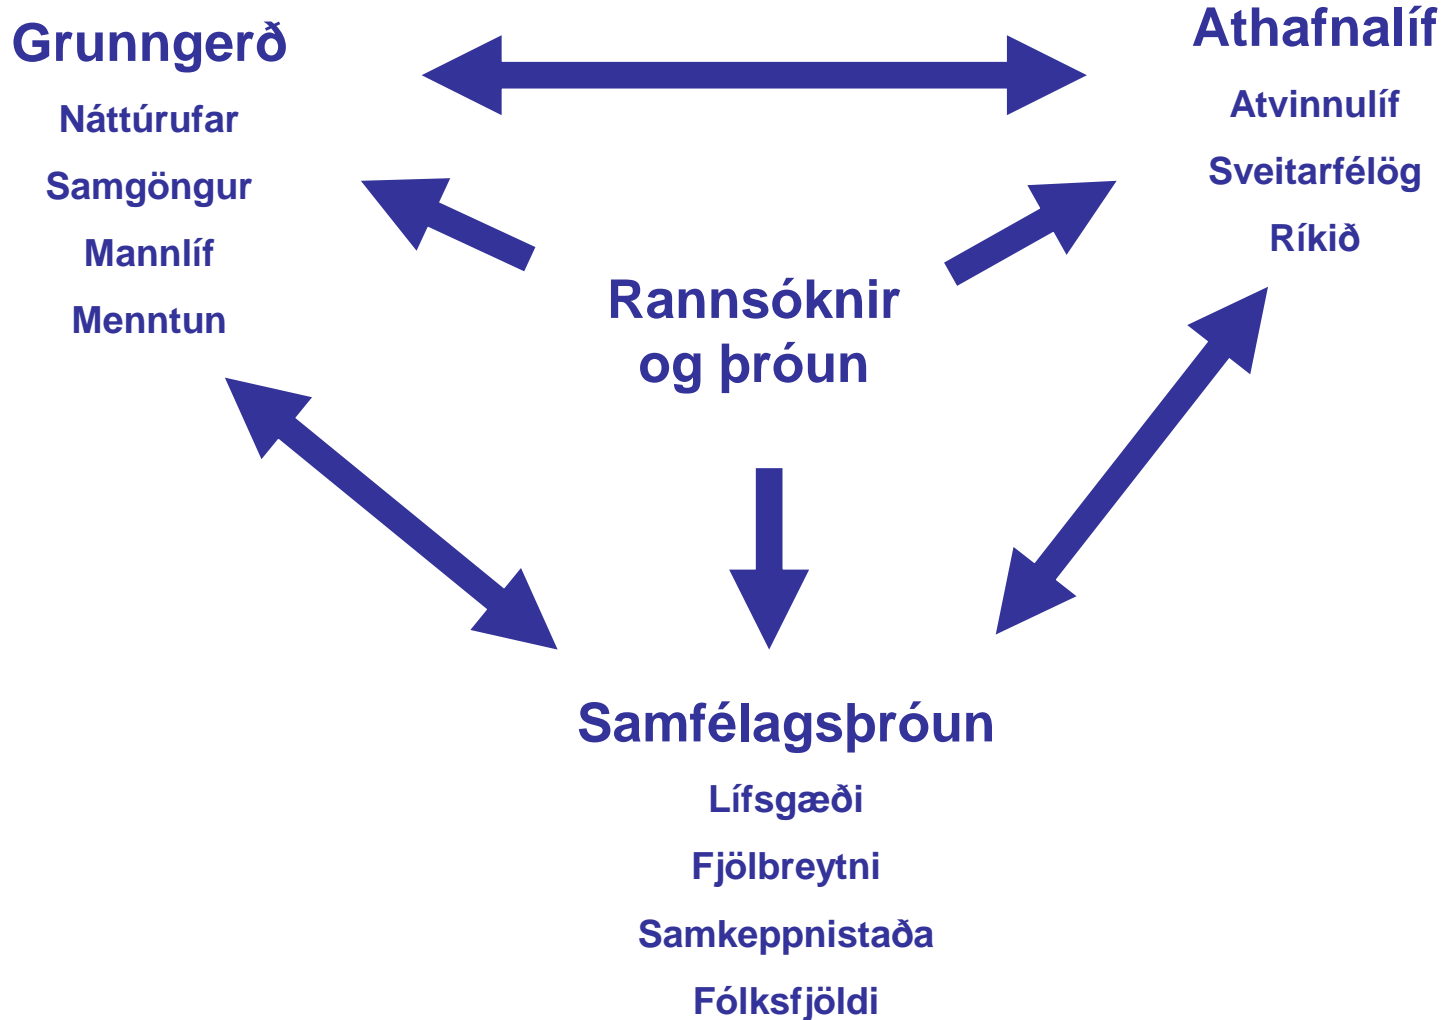 Grunngerð
Náttúrufar
Samgöngur
Mannlíf
Menntun
Athafnalíf
Atvinnulíf
Sveitarfélög
Ríkið
Rannsóknir
og þróun
Samfélagsþróun
Lífsgæði
Fjölbreytni
Samkeppnistaða
Fólksfjöldi